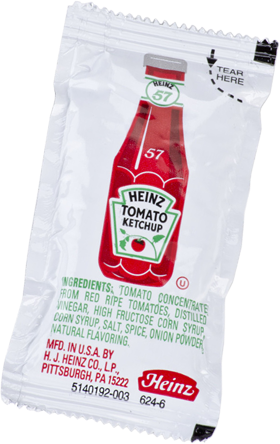 TEAR
HERE
HEINZ
57
57
HEINZ
TOMATO
KETCHUP
U
INGREDIENTS: TOMATO CONCENTRATE
FROM RED RIPE TOMATOES, DISTILLED
VINEGAR, HIGH FRUCTOSE CORN SYRUP,
CORN SYRUP, SALT, SPICE, ONION POWDER,
NATURAL FLAVORING.
MFD. IN U.S.A. BY
H. J. HEINZ CO., L.P.,
PITTSBURGH, PA 15222
Heinz
5140192-003 624-6